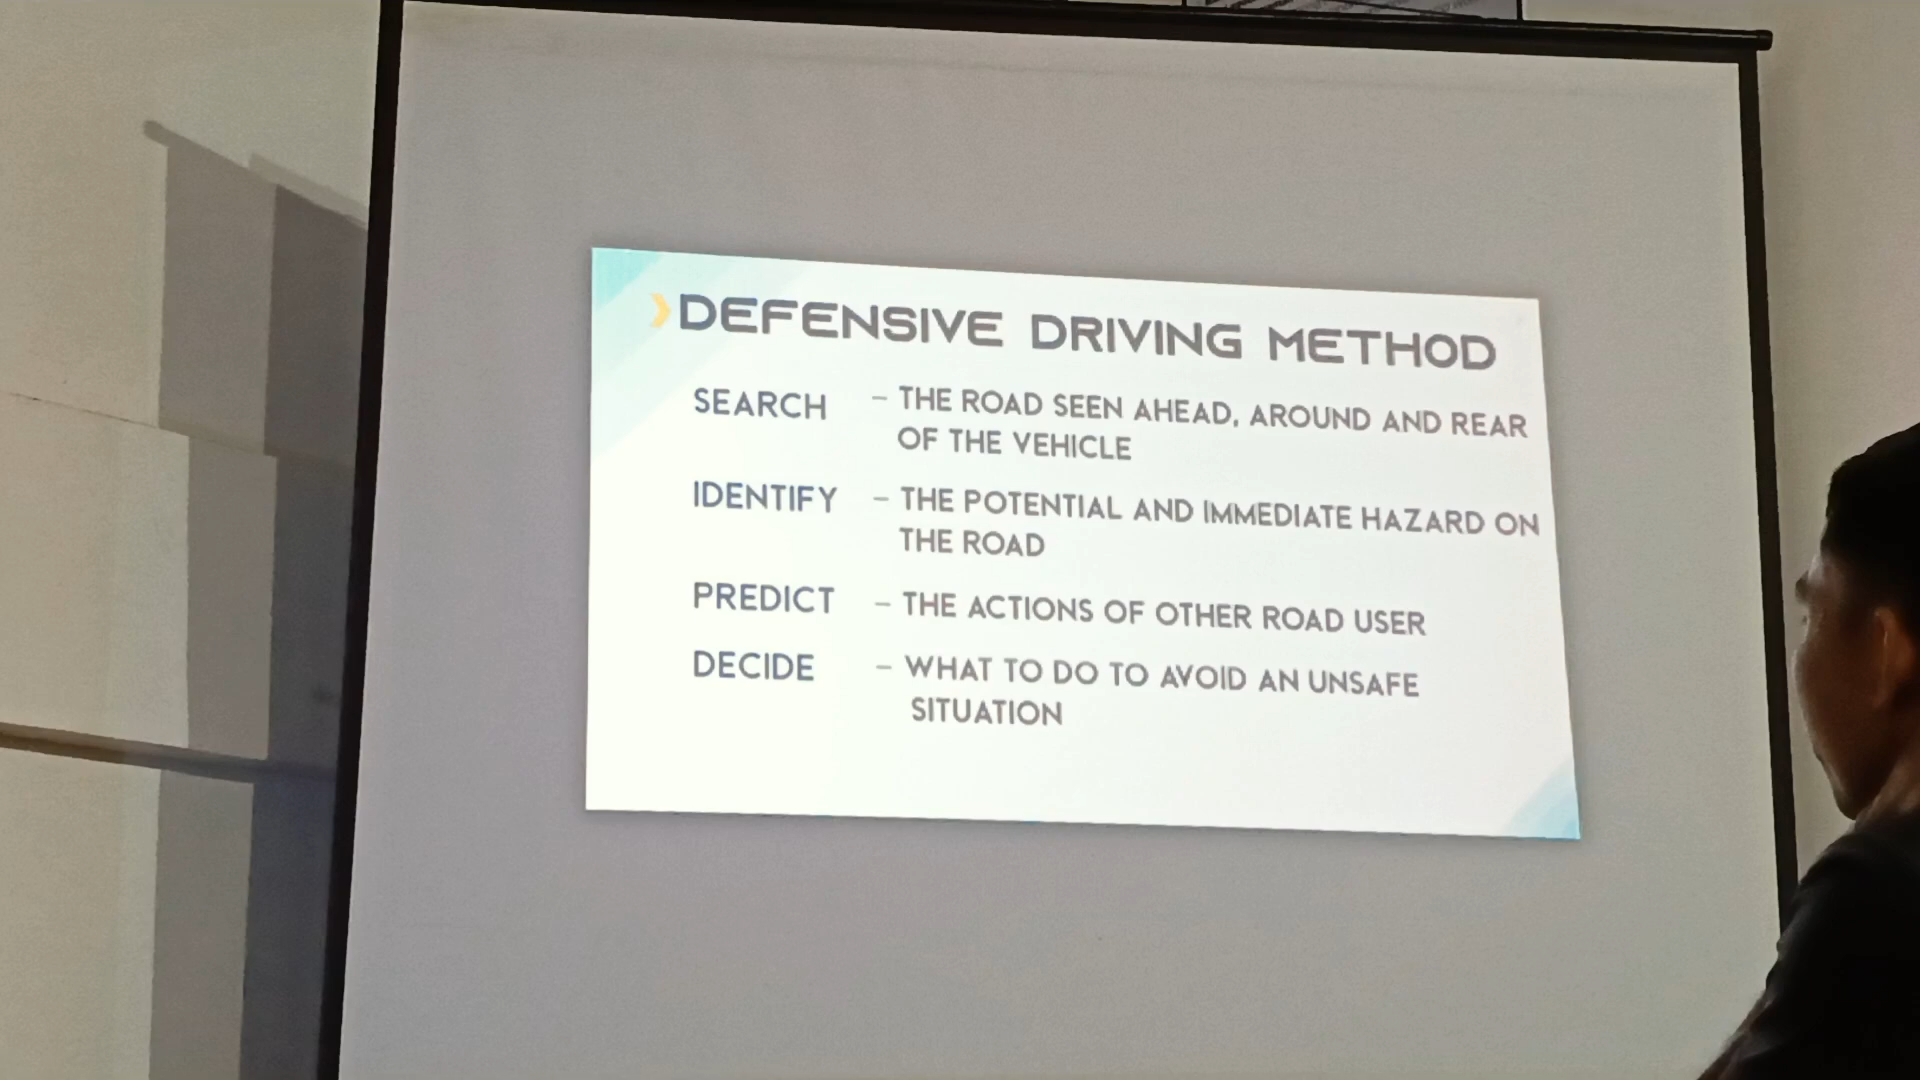 DEFENSIVE DRIVING METHOD
SEARCH – THE ROAD SEEN AHEAD, AROUND AND REAR
OF THE VEHICLE
IDENTIFY – THE POTENTIAL AND IMMEDIATE HAZARD ON
THE ROAD
PREDICT – THE ACTIONS OF OTHER ROAD USER
DECIDE – WHAT TO DO TO AVOID AN UNSAFE
SITUATION